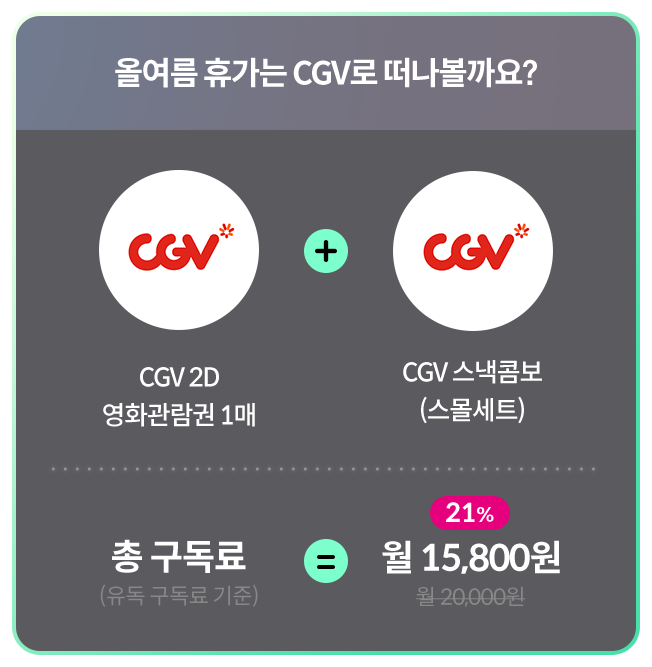 올여름 휴가는 CGV로 떠나볼까요?
CGV
+
CGV
CGV 2D
영화관람권 1매
CGV 스낵콤보
(스몰세트)
21%
총 구독료
=
월 15,800원
(유독 구독료 기준)
월 20,000원